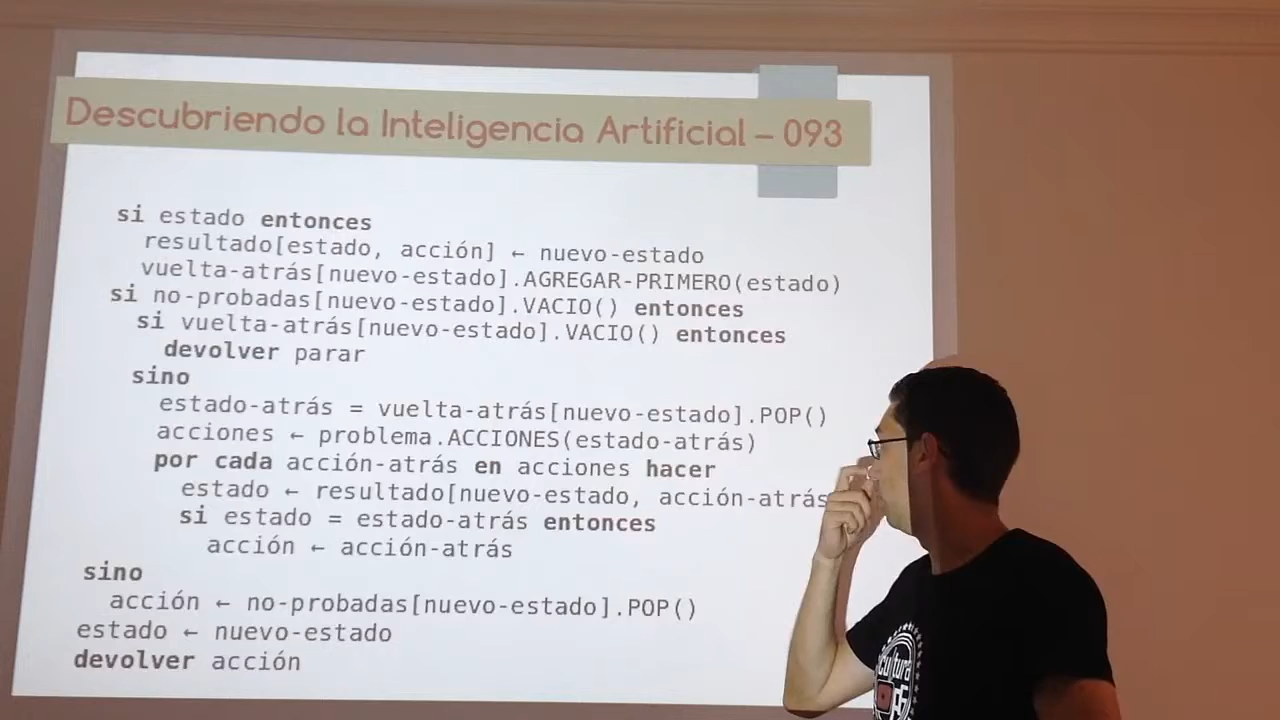 Descubriendo la Inteligencia Artificial – 093
si estado entonces
resultado[estado, acción] ← nuevo-estado
vuelta-atrás[nuevo-estado].AGREGAR-PRIMERO(estado)
si no-probadas[nuevo-estado].VACIO() entonces
si vuelta-atrás[nuevo-estado].VACIO() entonces
devolver parar
sino
estado-atrás = vuelta-atrás[nuevo-estado].POP()
acciones ← problema.ACCIONES(estado-atrás)
por cada acción-atrás en acciones hacer
estado ← resultado[nuevo-estado, acción-atrás
si estado = estado-atrás entonces
acción ← acción-atrás
sino
acción ← no-probadas[nuevo-estado].POP()
estado ← nuevo-estado
devolver acción